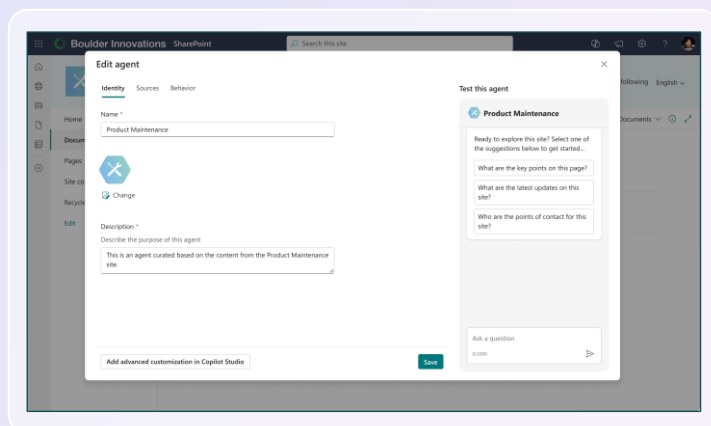 Boulder Innovations SharePoint
Search this site
Edit agent
Identity Sources Behavior
Test this agent
following English
Name *
Product Maintenance
Product Maintenance
Home
Documents
Docum
Ready to explore this site? Select one of
the suggestions below to get started...
Pages
What are the key points on this page?
Site co
What are the latest updates on this
site?
Change
Recycle
Who are the points of contact for this
site?
Edit
Description *
Describe the purpose of this agent
This is an agent curated based on the content from the Product Maintenance
site.
Ask a question
Add advanced customization in Copilot Studio
Save